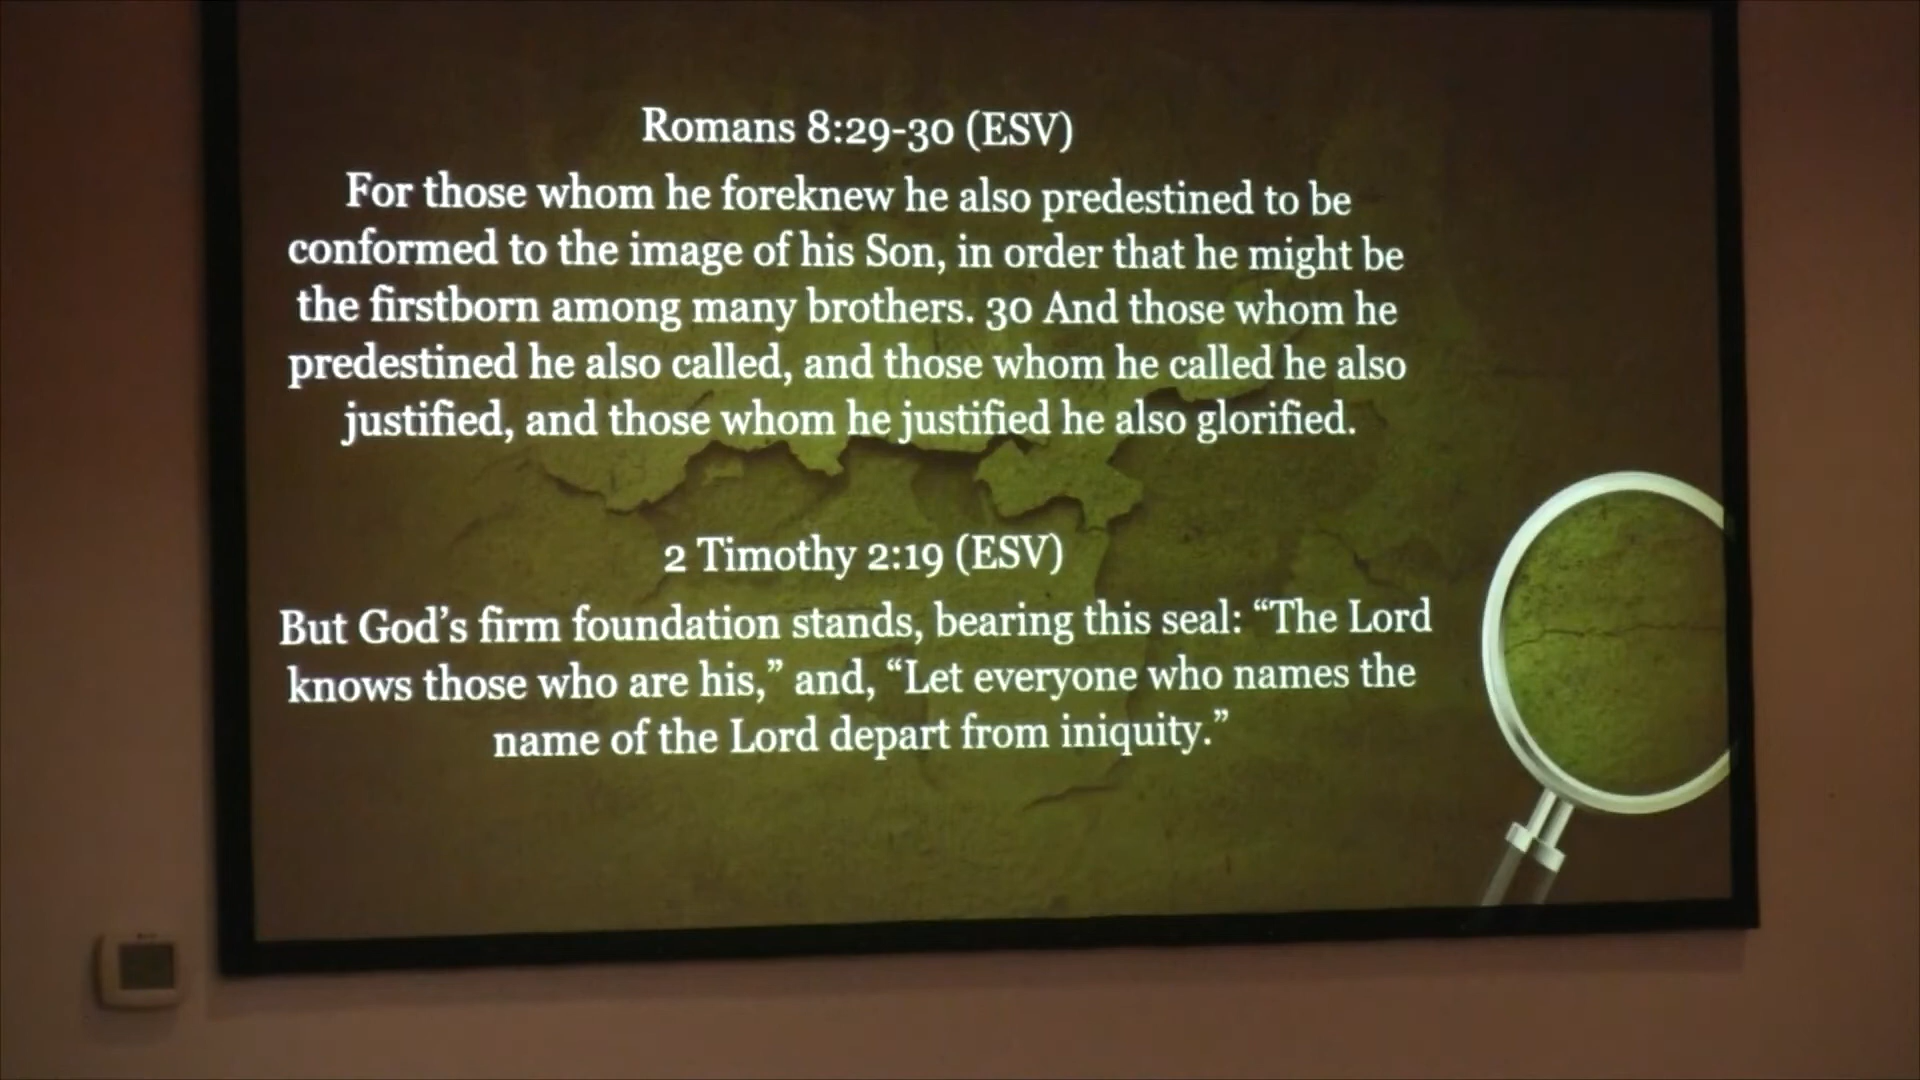 Romans 8:29-30 (ESV)
For those whom he foreknew he also predestined to be
conformed to the image of his Son, in order that he might be
the firstborn among many brothers. 30 And those whom he
predestined he also called, and those whom he called he also
justified, and those whom he justified he also glorified.
2 Timothy 2:19 (ESV)
But God’s firm foundation stands, bearing this seal: “The Lord
knows those who are his,” and, “Let everyone who names the
name of the Lord depart from iniquity.”